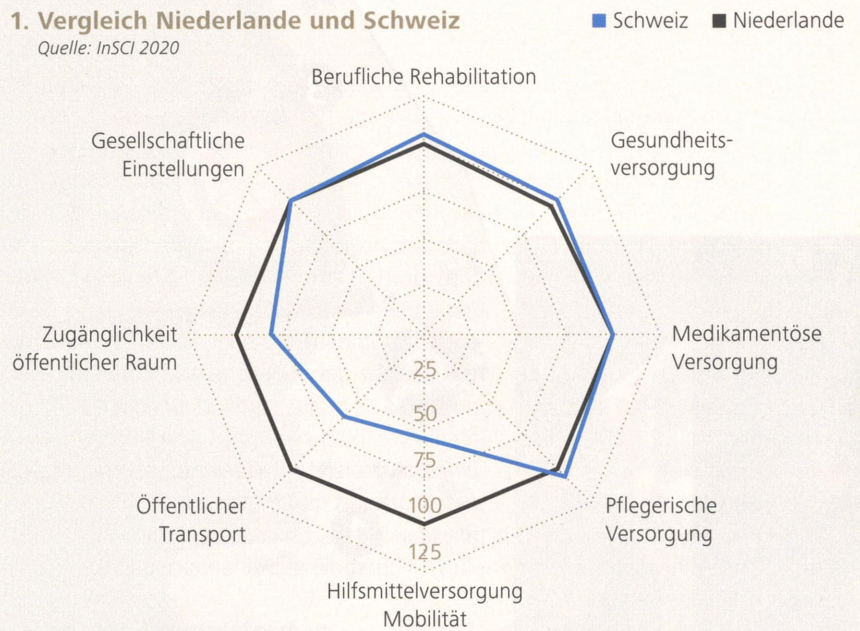 1. Vergleich Niederlande und Schweiz
Quelle: InSCI 2020
Schweiz
Niederlande
Berufliche Rehabilitation
Gesellschaftliche
Einstellungen
Gesundheits-
versorgung
Zugänglichkeit
öffentlicher Raum
Medikamentöse
Versorgung
25
50
75
100
125
Öffentlicher
Transport
Pflegerische
Versorgung
Hilfsmittelversorgung
Mobilität